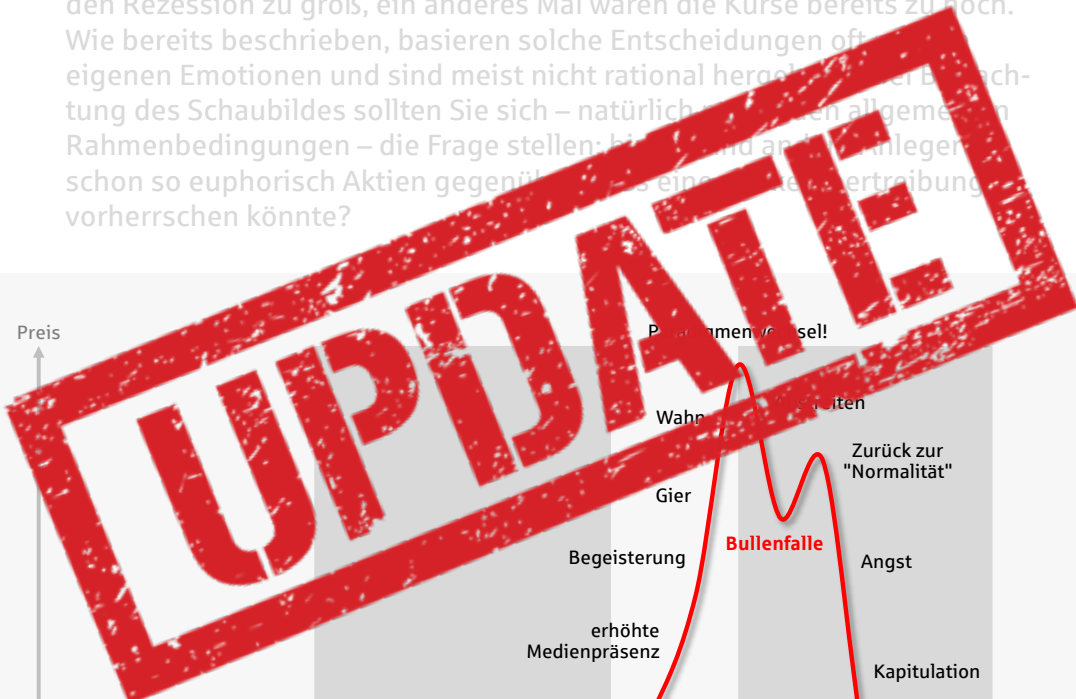 den Rezession zu groß, ein anderes Mal waren die Kurse bereits zu hoch.
Wie bereits beschrieben, basieren solche Entscheidungen oft
eigenen Emotionen und sind meist nicht rational
tung des Schaubildes sollten Sie sich – natürlich
Rahmenbedingungen – die Frage stellen:
schon so euphorisch Aktien
vorherrschen könnte?
UPDATE
Preis
Wahn
Zurück zur
"Normalität"
Gier
Bullenfalle
Begeisterung
Angst
erhöhte
Medienpräsenz
Kapitulation